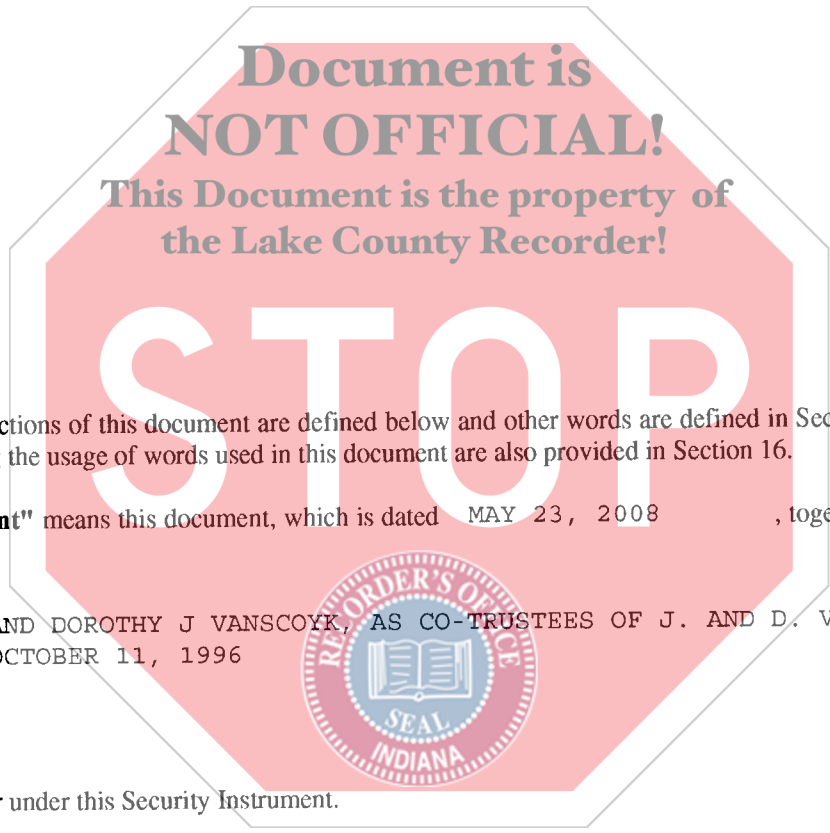 Document is
NOT OFFICIAL!
This Document is the property of
the Lake County Recorder!
STOP
ctions of this document are defined below and other words are defined in Sec
the usage of words used in this document are also provided in Section 16.
nt" means this document, which is dated MAY 23, 2008 , toge
AND DOROTHY J VANSCOYK, AS CO-TRUSTEES OF J. AND D. V
OCTOBER 11, 1996
RECORDER'S OFFICE
SEAL
INDIANA
r under this Security Instrument.